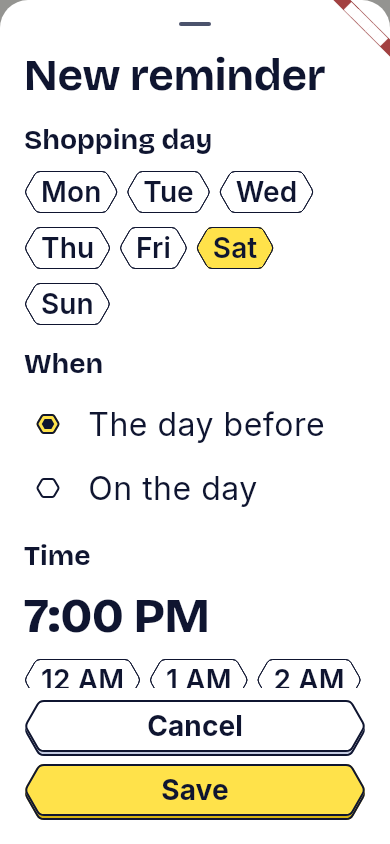 New reminder
Shopping day
Mon Tue Wed
Thu Fri Sat
Sun
When
The day before
On the day
Time
7:00 PM
12 AM 1 AM 2 AM
Cancel
Save